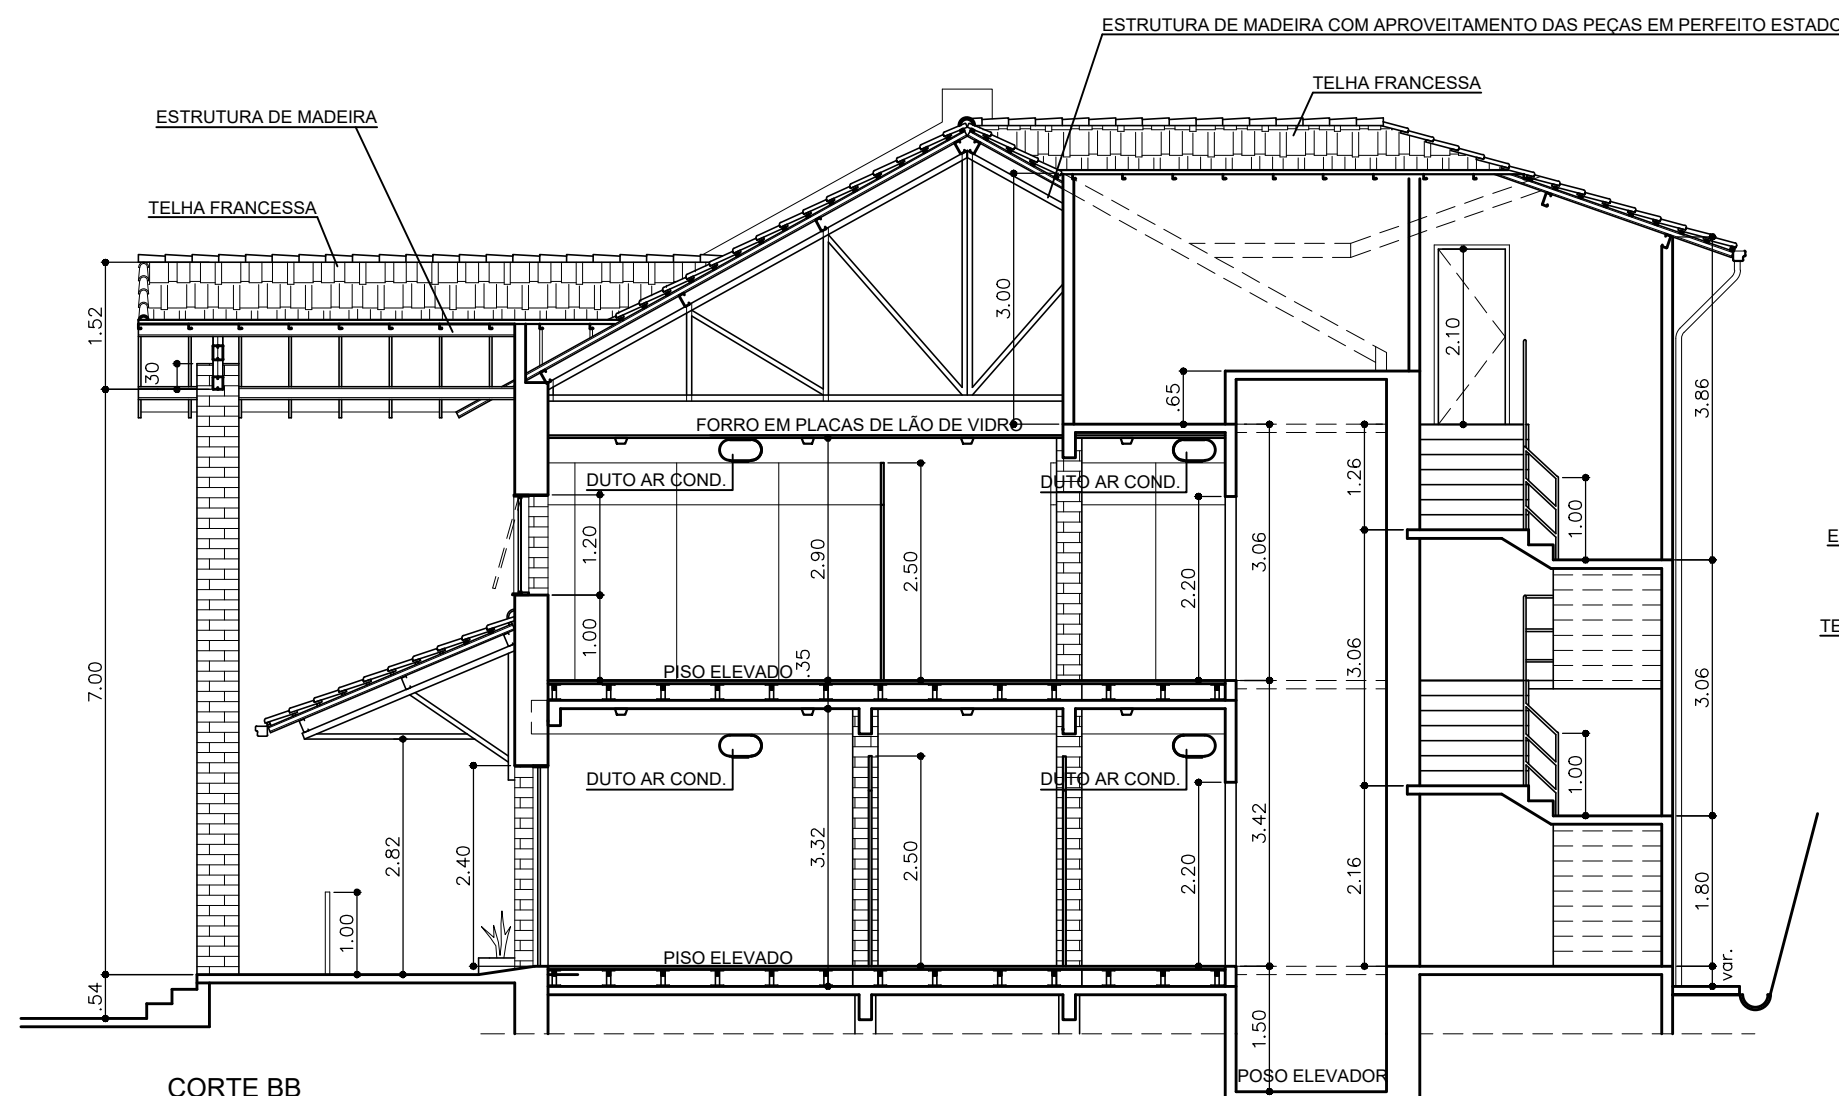 ESTRUTURA DE MADEIRA COM APROVEITAMENTO DAS PEÇAS EM PERFEITO ESTADO
TELHA FRANCESSA
ESTRUTURA DE MADEIRA
TELHA FRANCESSA
1.52
30
3.00
2.10
3.86
.65
FORRO EM PLACAS DE LÃO DE VIDRO
DUTO AR COND.
DUTO AR COND.
1.26
1.00
1.20
2.90
2.50
2.20
3.06
E
1.00
.35
3.06
TE
7.00
PISO ELEVADO
3.06
DUTO AR COND.
DUTO AR COND.
1.00
2.82
2.40
3.32
2.50
2.20
3.42
2.16
1.80
1.00
PISO ELEVADO
var.
.54
1.50
POSO ELEVADOR
CORTE BB